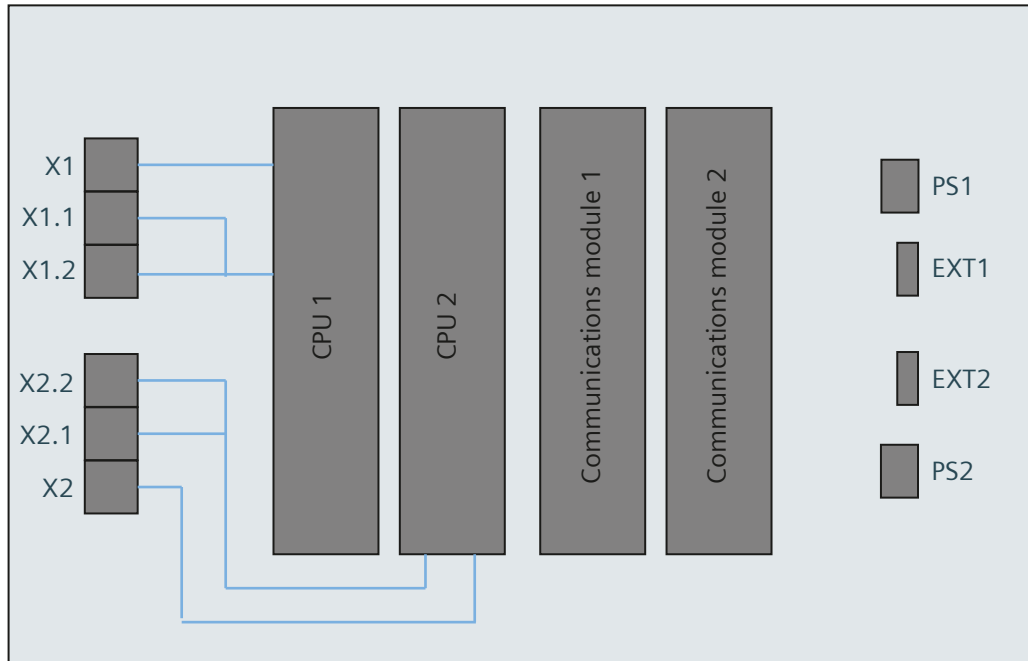 X1
X1.1
X1.2
X2.2
X2.1
X2
CPU 1
CPU 2
Communications module 1
Communications module 2
PS1
EXT1
EXT2
PS2